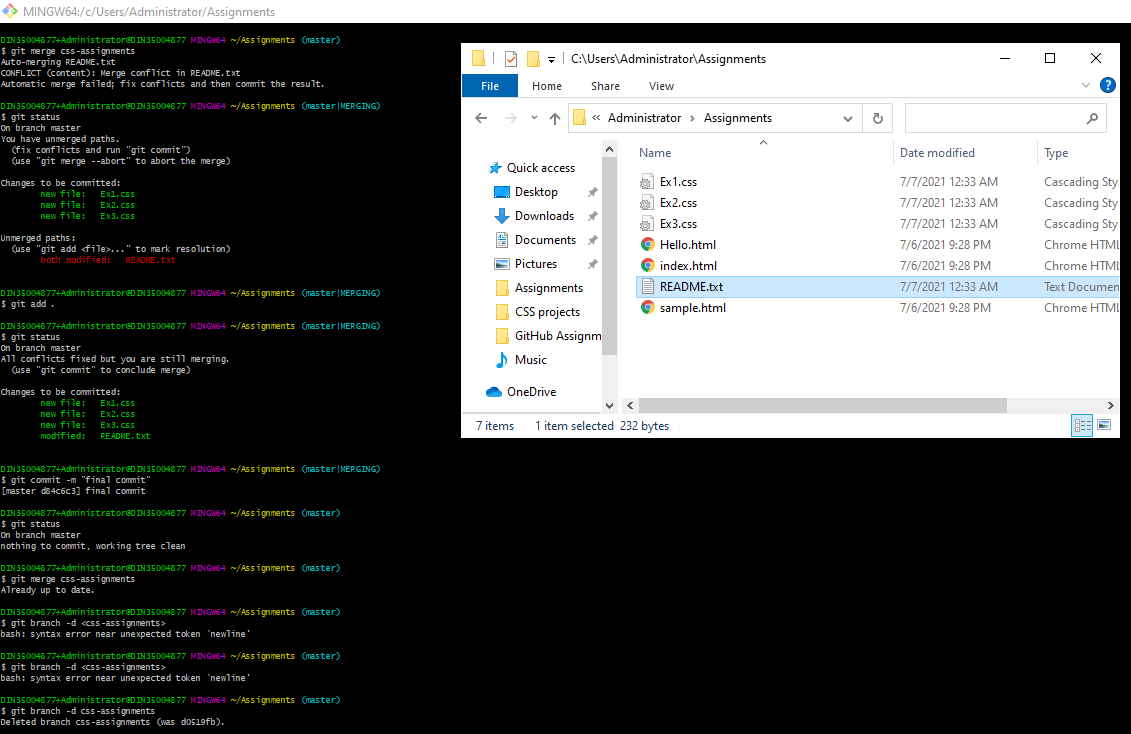 MINGW64:/c/Users/Administrator/Assignments
DIN35004877+Administrator@DIN35004877 MINGW64 ~/Assignments (master)
$ git merge css-assignments
Auto-merging README.txt
CONFLICT (content): Merge conflict in README.txt
Automatic merge failed; fix conflicts and then commit the result.
DIN35004877+Administrator@DIN35004877 MINGW64 ~/Assignments (master|MERGING)
$ git status
On branch master
You have unmerged paths.
(fix conflicts and run "git commit")
(use "git merge --abort" to abort the merge)
Changes to be committed:
new file:   Ex1.css
new file:   Ex2.css
new file:   Ex3.css
Unmerged paths:
(use "git add <file>..." to mark resolution)
both modified:   README.txt
DIN35004877+Administrator@DIN35004877 MINGW64 ~/Assignments (master|MERGING)
$ git add .
DIN35004877+Administrator@DIN35004877 MINGW64 ~/Assignments (master|MERGING)
$ git status
On branch master
All conflicts fixed but you are still merging.
(use "git commit" to conclude merge)
Changes to be committed:
new file:   Ex1.css
new file:   Ex2.css
new file:   Ex3.css
modified:   README.txt
DIN35004877+Administrator@DIN35004877 MINGW64 ~/Assignments (master|MERGING)
$ git commit -m "final commit"
[master d84c6c3] final commit
DIN35004877+Administrator@DIN35004877 MINGW64 ~/Assignments (master)
$ git status
On branch master
nothing to commit, working tree clean
DIN35004877+Administrator@DIN35004877 MINGW64 ~/Assignments (master)
$ git merge css-assignments
Already up to date.
DIN35004877+Administrator@DIN35004877 MINGW64 ~/Assignments (master)
$ git branch -d <css-assignments>
bash: syntax error near unexpected token `newline'
DIN35004877+Administrator@DIN35004877 MINGW64 ~/Assignments (master)
$ git branch -d <css-assignments>
bash: syntax error near unexpected token `newline'
DIN35004877+Administrator@DIN35004877 MINGW64 ~/Assignments (master)
$ git branch -d css-assignments
Deleted branch css-assignments (was d0519fb).
C:\Users\Administrator\Assignments
File Home Share View ?
« Administrator > Assignments
Quick access
Desktop
Downloads
Documents
Pictures
Assignments
CSS projects
GitHub Assignm
Music
OneDrive
Name Date modified Type
Ex1.css 7/7/2021 12:33 AM Cascading Sty
Ex2.css 7/7/2021 12:33 AM Cascading Sty
Ex3.css 7/7/2021 12:33 AM Cascading Sty
Hello.html 7/6/2021 9:28 PM Chrome HTML
index.html 7/6/2021 9:28 PM Chrome HTML
README.txt 7/7/2021 12:33 AM Text Documen
sample.html 7/6/2021 9:28 PM Chrome HTML
7 items 1 item selected 232 bytes